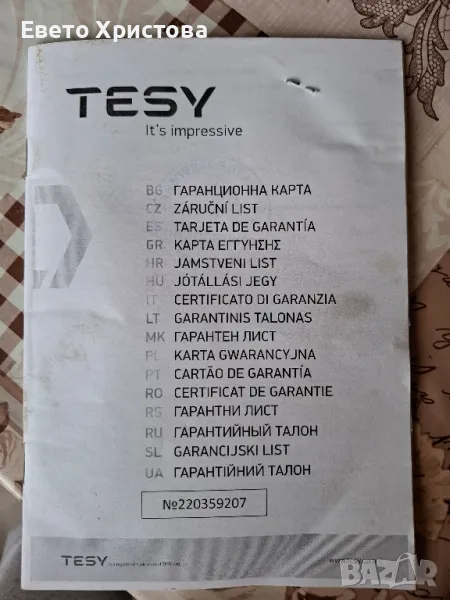 Евето Христова
TESY
It's impressive
BG ГАРАНЦИОННА КАРТА
CZ ZÁRUČNÍ LIST
ES TARJETA DE GARANTÍA
GR ΚΑΡΤΑ ΕΓΓΥΗΣΗΣ
HR JAMSTVENI LIST
HU JÓTÁLLÁSI JEGY
IT CERTIFICATO DI GARANZIA
LT GARANTINIS TALONAS
MK ГАРАНТЕН ЛИСТ
PL KARTA GWARANCYJNA
PT CARTÃO DE GARANTÍA
RO CERTIFICAT DE GARANTIE
RS ГАРАНТНИ ЛИСТ
RU ГАРАНТИЙНЫЙ ТАЛОН
SL GARANCIJSKI LIST
UA ГАРАНТІЙНИЙ ТАЛОН
№220359207
TESY
BAZAR